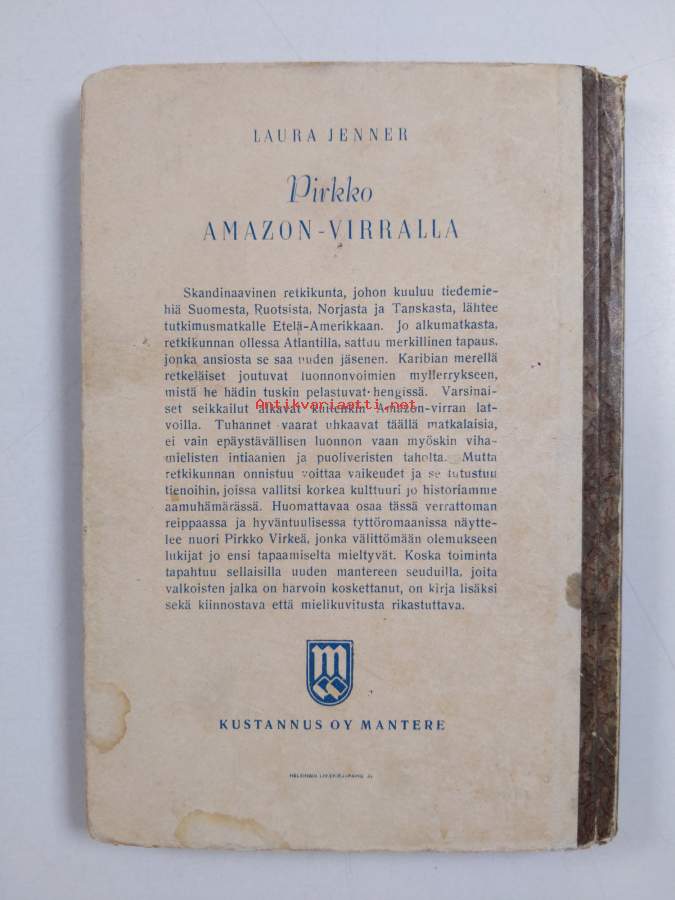 LAURA JENNER
Pirkko
AMAZON-VIRRALLA
Skandinaavinen retkikunta, johon kuuluu tiedemie-
hiä Suomesta, Ruotsista, Norjasta ja Tanskasta, lähtee
tutkimusmatkalle Etelä-Amerikkaan. Jo alkumatkasta,
retkikunnan ollessa Atlantilla, sattuu merkillinen tapaus,
jonka ansiosta se saa uuden jäsenen. Karibian merellä
retkeläiset joutuvat luonnonvoimien myllerrykseen,
mistä he hädin tuskin pelastuvat hengissä. Varsinai-
set seikkailut alkavat kuitenkin Amazon-virran lat-
Antikvariaatti.net
voilla. Tuhannet vaarat uhkaavat täällä matkalaisia,
ei vain epäystävällisen luonnon vaan myöskin viha-
mielisten intiaanien ja puoliveristen taholta. Mutta
retkikunnan onnistuu voittaa vaikeudet ja se tutustuu
tienoihin, joissa vallitsi korkea kulttuuri jo historiamme
aamuhämärässä. Huomattavaa osaa tässä verrattoman
reippaassa ja hyväntuulisessa tyttöromaanissa näytte-
lee nuori Pirkko Virkeä, jonka välittömään olemukseen
lukijat jo ensi tapaamiselta mieltyvät. Koska toiminta
tapahtuu sellaisilla uuden mantereen seuduilla, joita
valkoisten jalka on harvoin koskettanut, on kirja lisäksi
sekä kiinnostava että mielikuvitusta rikastuttava.
m
KUSTANNUS OY MANTERE